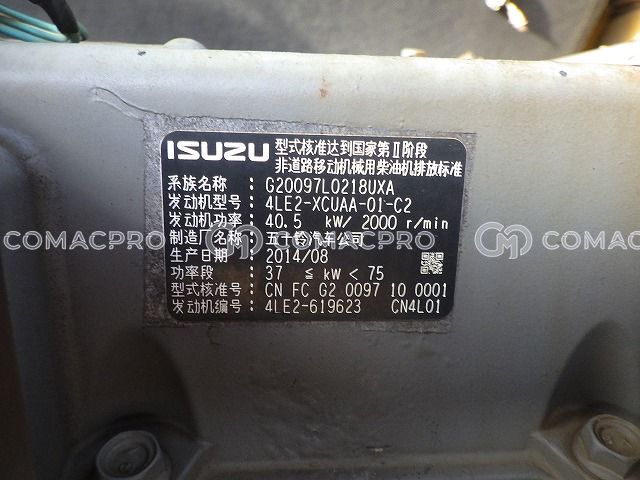 ISUZU 型式核准达到国家第Ⅱ阶段
非道路移动机械用柴油机排放标准
系族名称: G20097L0218UXA
发动机型号: 4LE2-XCUAA-01-C2
发动机功率: 40.5 kW/ 2000 r/min
制造厂名称: 五十铃汽车公司
生产日期: 2014/08
功率段: 37 ≤ kW < 75
型式核准号: CN FC G2 0097 10 0001
发动机编号: 4LE2-619623 CN4L01
COMACPRO
COMACPRO
COMACPRO